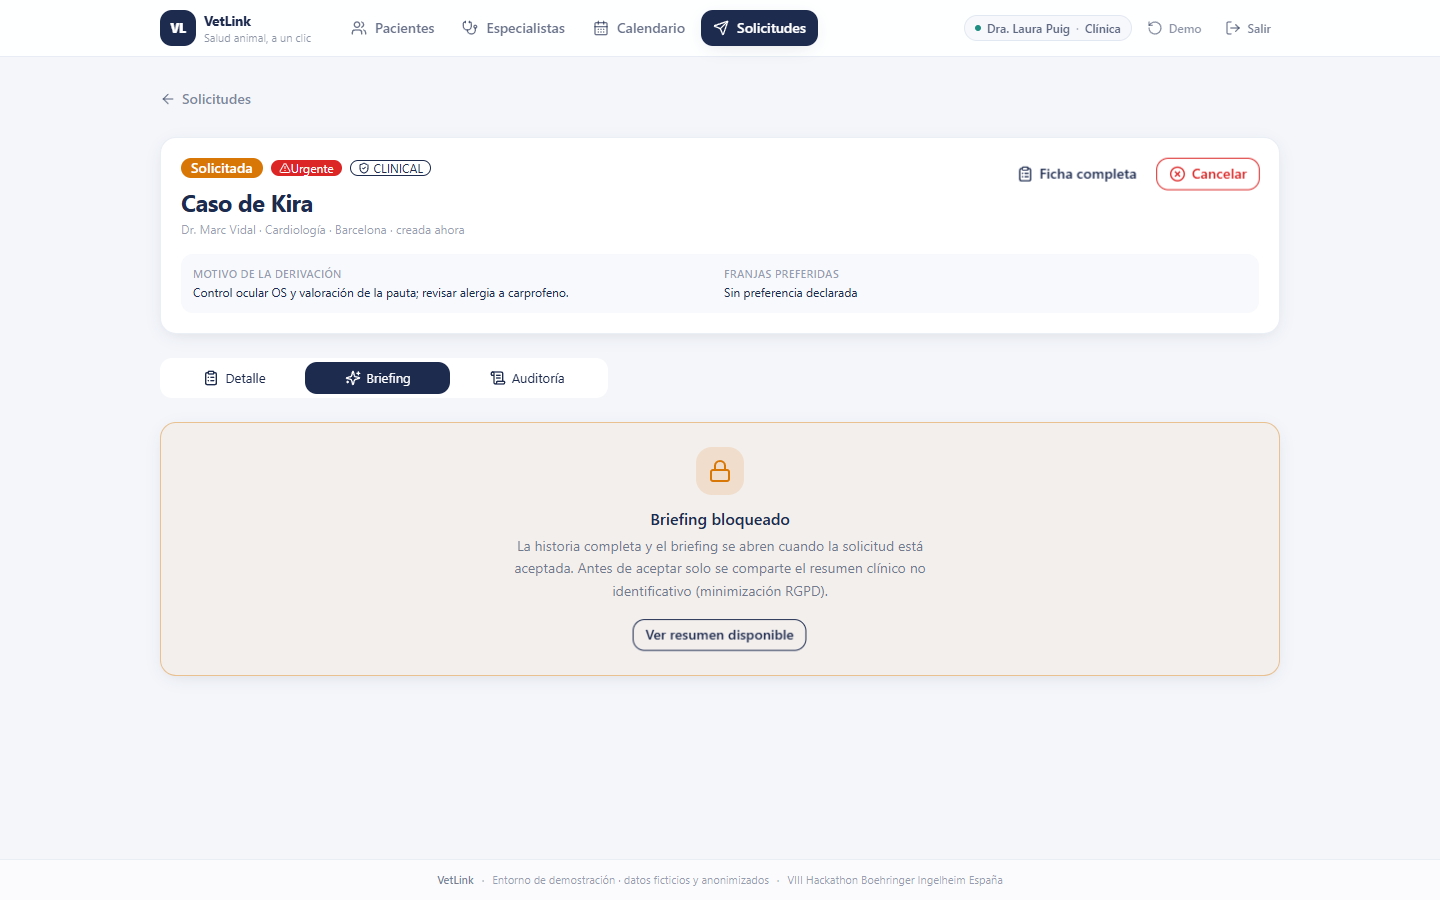 VL
VetLink
Salud animal, a un clic
Pacientes
Especialistas
Calendario
Solicitudes
Dra. Laura Puig · Clínica
Demo
Salir
Solicitudes
Solicitada
Urgente
CLINICAL
Ficha completa
Cancelar
Caso de Kira
Dr. Marc Vidal · Cardiología · Barcelona · creada ahora
MOTIVO DE LA DERIVACIÓN
Control ocular OS y valoración de la pauta; revisar alergia a carprofeno.
FRANJAS PREFERIDAS
Sin preferencia declarada
Detalle
Briefing
Auditoría
Briefing bloqueado
La historia completa y el briefing se abren cuando la solicitud está
aceptada. Antes de aceptar solo se comparte el resumen clínico no
identificativo (minimización RGPD).
Ver resumen disponible
VetLink · Entorno de demostración · datos ficticios y anonimizados · VIII Hackathon Boehringer Ingelheim España